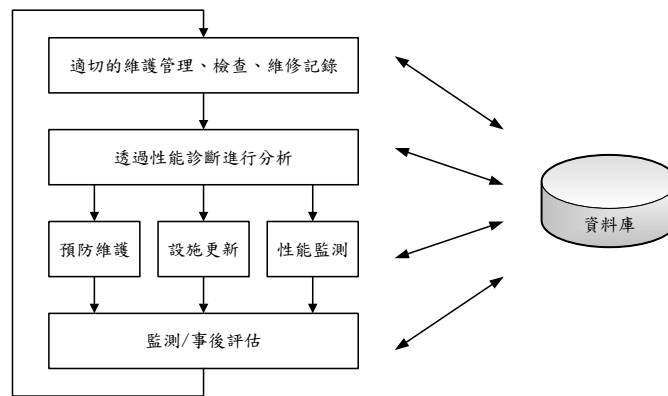 適切的維護管理、檢查、維修記錄
透過性能診斷進行分析
預防維護
設施更新
性能監測
監測/事後評估
資料庫